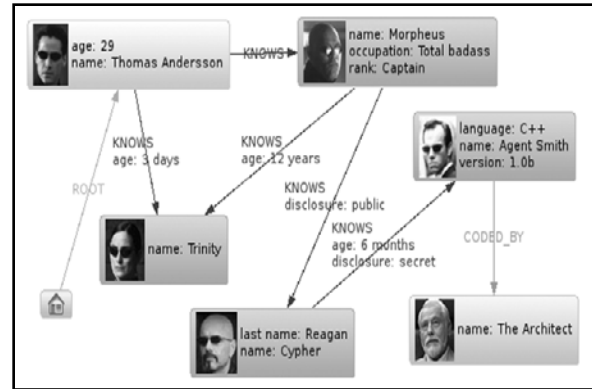 age: 29
name: Thomas Andersson
KNOWS
name: Morpheus
occupation: Total badass
rank: Captain
language: C++
name: Agent Smith
version: 1.0b
KNOWS
age: 3 days
KNOWS
age: 12 years
ROOT
KNOWS
disclosure: public
name: Trinity
KNOWS
age: 6 months
disclosure: secret
CODED_BY
last name: Reagan
name: Cypher
name: The Architect